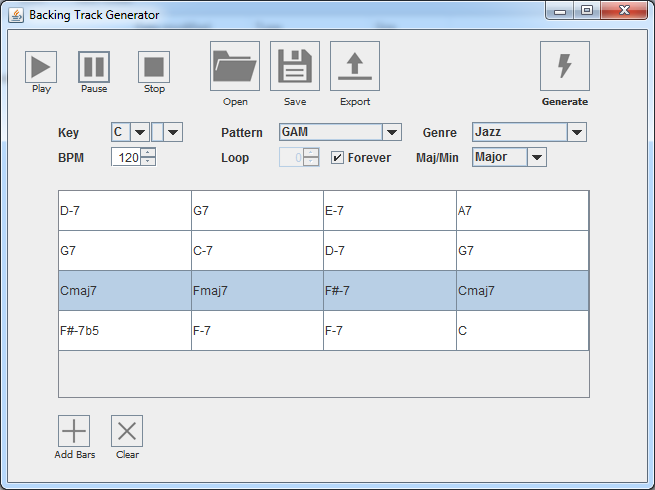 Backing Track Generator
Play Pause Stop Open Save Export Generate
Key C Pattern GAM Genre Jazz
BPM 120 Loop 0 Forever Maj/Min Major
D-7 G7 E-7 A7
G7 C-7 D-7 G7
Cmaj7 Fmaj7 F#-7 Cmaj7
F#-7b5 F-7 F-7 C
Add Bars Clear